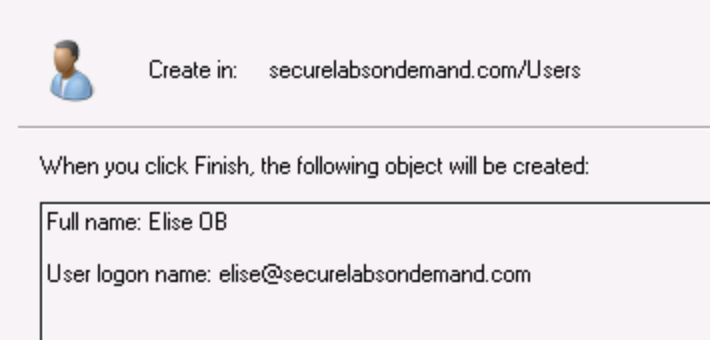 Create in: securelabsondemand.com/Users
When you click Finish, the following object will be created:
Full name: Elise OB
User logon name: elise@securelabsondemand.com